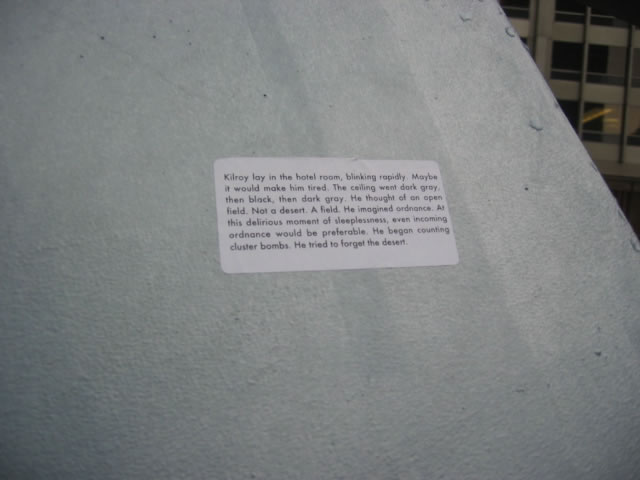 Kilroy lay in the hotel room, blinking rapidly. Maybe
it would make him tired. The ceiling went dark gray,
then black, then dark gray. He thought of an open
field. Not a desert. A field. He imagined ordnance. At
this delirious moment of sleeplessness, even incoming
ordnance would be preferable. He began counting
cluster bombs. He tried to forget the desert.